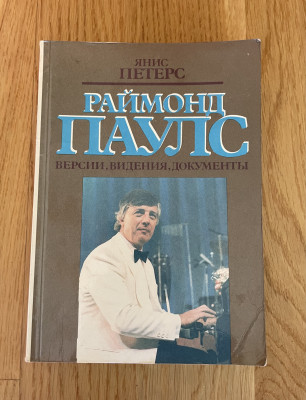 ЯНИС
ПЕТЕРС
РАЙМОНД
ПАУЛС
ВЕРСИИ, ВИДЕНИЯ, ДОКУМЕНТЫ